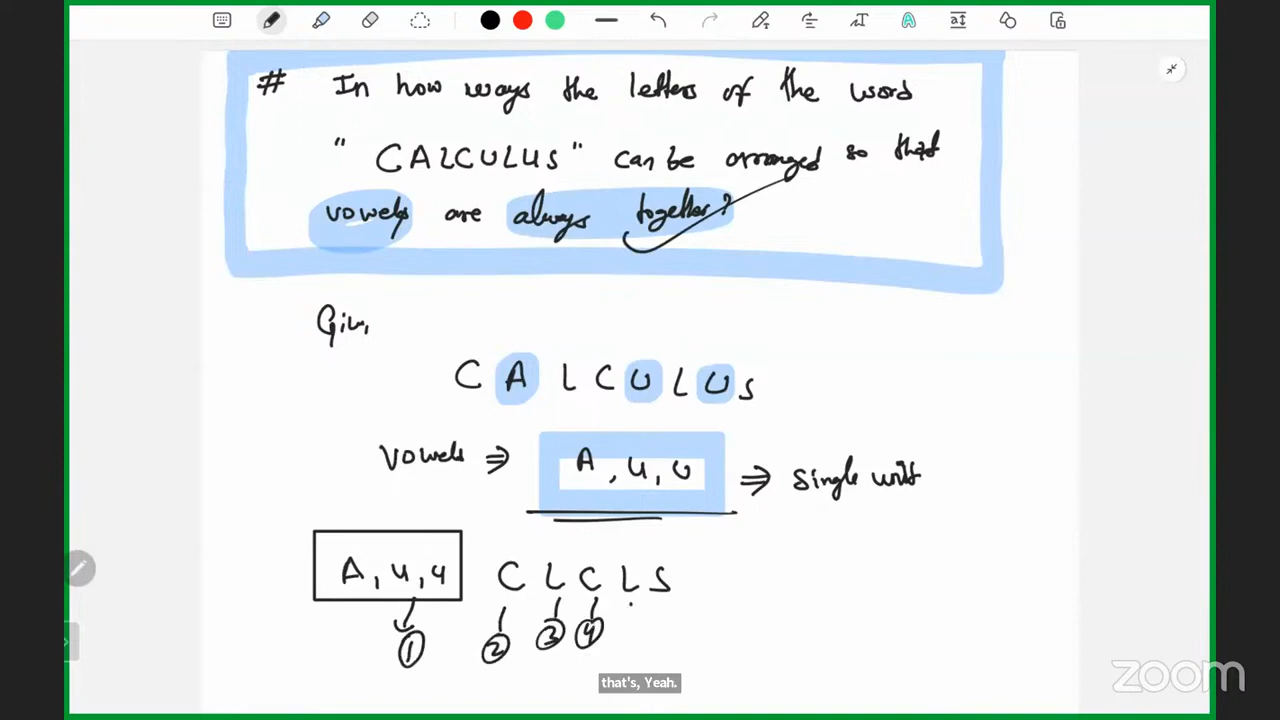 # In how ways the letters of the word
" CALCULUS" can be arranged so that
vowels are always together?
Giv,
C A L C U L U S
Vowels ⇒ A, U, U ⇒ single unit
A, U, U C L C L S
① ② ③ ④
that's, Yeah.
zoom